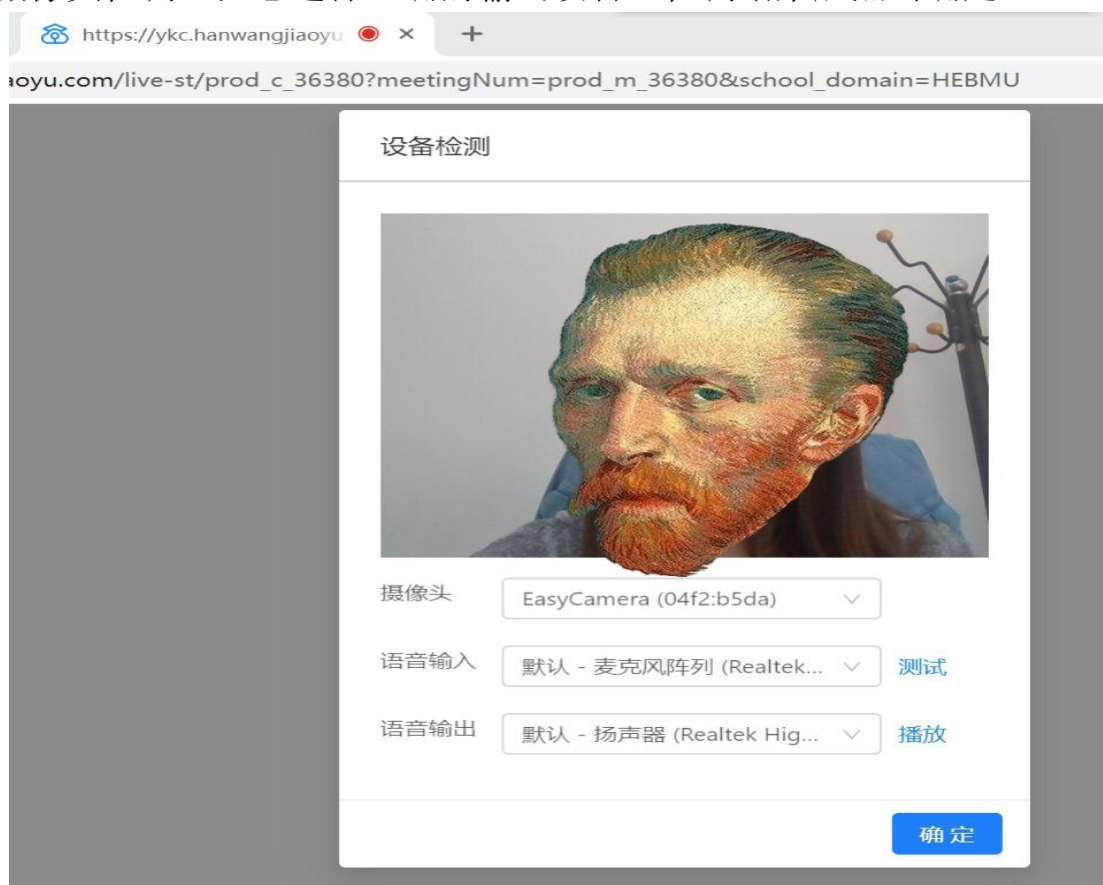 https://ykc.hanwangjiaoyu
aoyu.com/live-st/prod_c_36380?meetingNum=prod_m_36380&school_domain=HEBMU
设备检测
摄像头 EasyCamera (04f2:b5da)
语音输入 默认 - 麦克风阵列 (Realtek... 测试
语音输出 默认 - 扬声器 (Realtek Hig... 播放
确 定